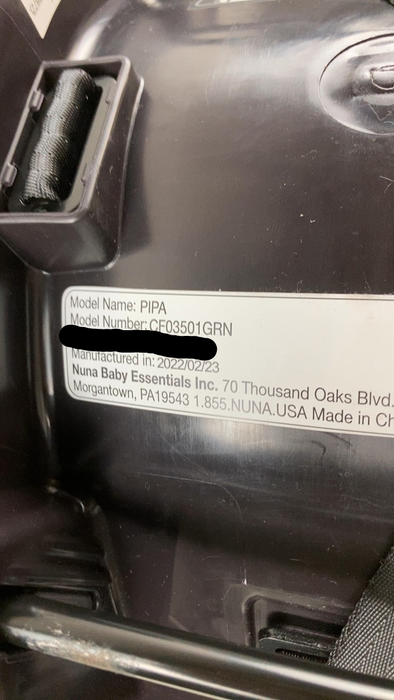 Model Name: PIPA
Model Number: CF03501GRN
Manufactured in: 2022/02/23
Nuna Baby Essentials Inc. 70 Thousand Oaks Blvd.
Morgantown, PA19543 1.855.NUNA.USA Made in Ch